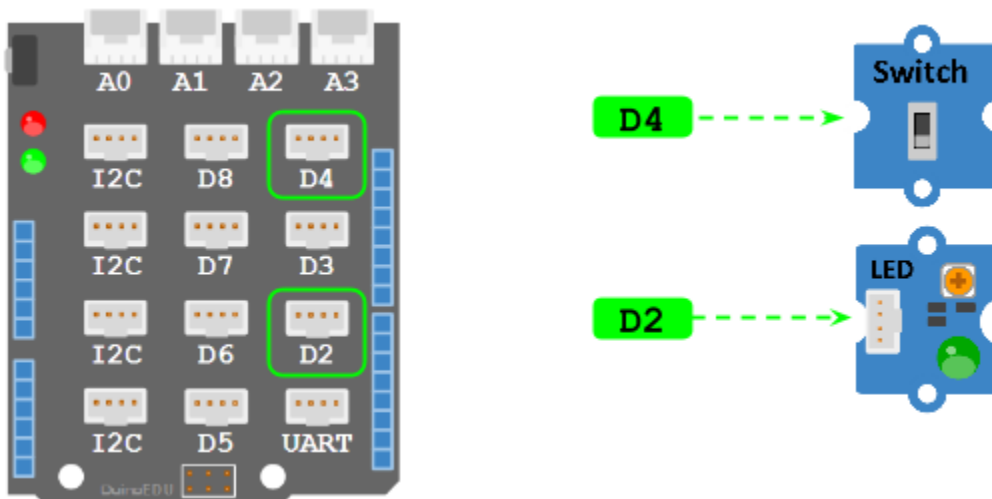 A0 A1 A2 A3
I2C D8 D4
I2C D7 D3
I2C D6 D2
I2C D5 UART
DuinoEDU
D4
Switch
D2
LED